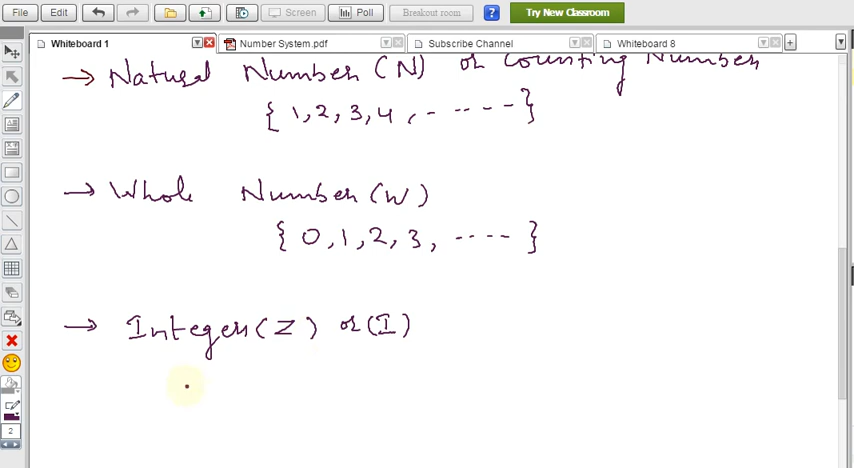 File Edit Screen Poll Breakout room ? Try New Classroom
Whiteboard 1 Number System.pdf Subscribe Channel Whiteboard 8
→ Natural Number (N) or Counting Number
{ 1, 2, 3, 4, - - - - - }
→ Whole Number (W)
{ 0, 1, 2, 3, - - - - }
→ Integer (Z) or (I)
2